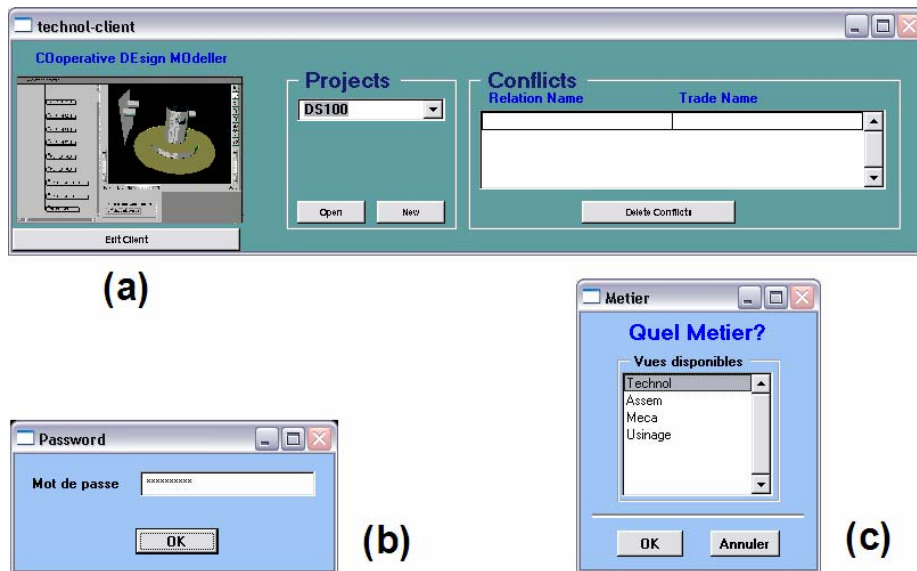 technol-client
COoperative DEsign MOdeller
Projects
DS100
Open New
Exit Client
Conflicts
Relation Name Trade Name
Delete Conflicts
(a)
Password
Mot de passe xxxxxxxxxx
OK
(b)
Metier
Quel Metier?
Vues disponibles
Technol
Assem
Meca
Usinage
OK Annuler
(c)